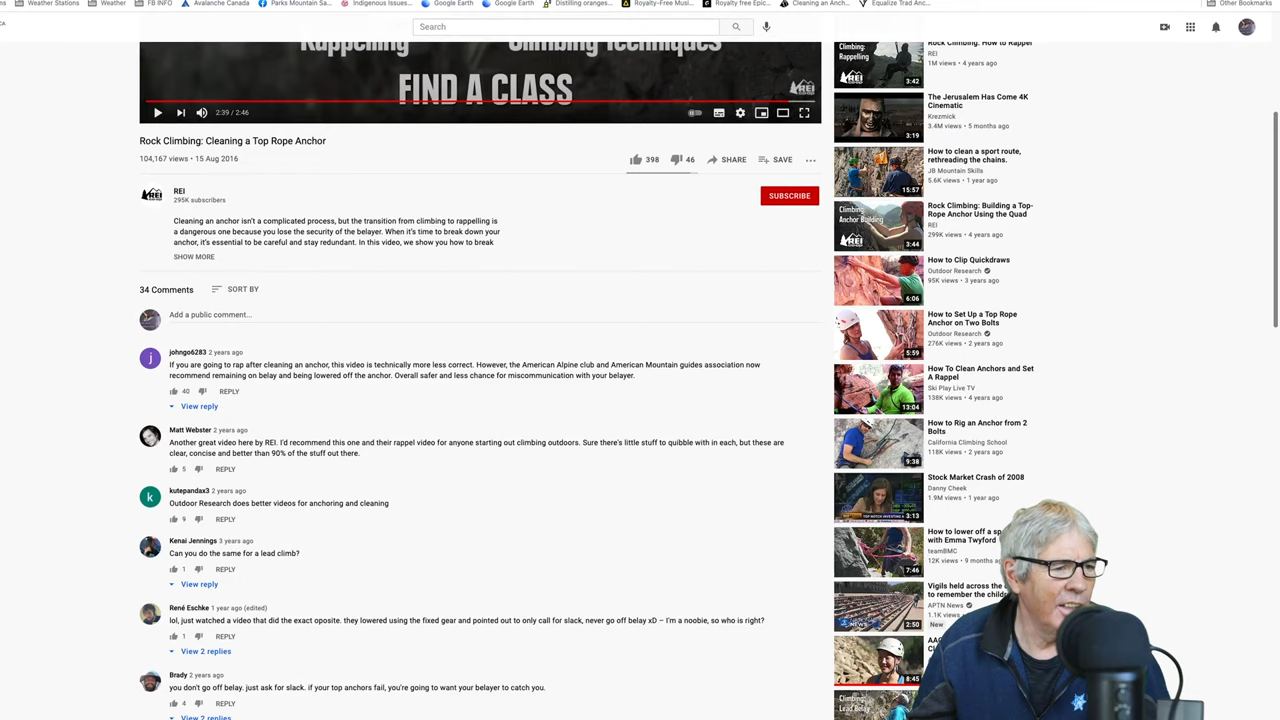 ms
Weather Stations
Weather
FB INFO
Avalanche Canada
Parks Mountain Sa...
Indigenous Issues...
Google Earth
Google Earth
Distilling oranges...
Royalty-Free Musi...
Royalty free Epic...
Cleaning an Anch...
Equalize Trad Anc...
Other Bookmarks
CA
Search
Rappelling
Climbing Techniques
FIND A CLASS
REI
2:39 / 2:46
Rock Climbing: Cleaning a Top Rope Anchor
104,167 views • 15 Aug 2016
398
46
SHARE
SAVE
REI
REI
295K subscribers
SUBSCRIBE
Cleaning an anchor isn't a complicated process, but the transition from climbing to rappelling is
a dangerous one because you lose the security of the belayer. When it's time to break down your
anchor, it's essential to be careful and stay redundant. In this video, we show you how to break
SHOW MORE
34 Comments
SORT BY
Add a public comment...
j
johngo6283 2 years ago
If you are going to rap after cleaning an anchor, this video is technically more less correct. However, the American Alpine club and American Mountain guides association now
recommend remaining on belay and being lowered off the anchor. Overall safer and less chance for miscommunication with your belayer.
40
REPLY
View reply
Matt Webster 2 years ago
Another great video here by REI. I'd recommend this one and their rappel video for anyone starting out climbing outdoors. Sure there's little stuff to quibble with in each, but these are
clear, concise and better than 90% of the stuff out there.
5
REPLY
k
kutepandax3 2 years ago
Outdoor Research does better videos for anchoring and cleaning
9
REPLY
Kenai Jennings 3 years ago
Can you do the same for a lead climb?
1
REPLY
View reply
René Eschke 1 year ago (edited)
lol, just watched a video that did the exact oposite. they lowered using the fixed gear and pointed out to only call for slack, never go off belay xD – I'm a noobie, so who is right?
1
REPLY
View 2 replies
Brady 2 years ago
you don't go off belay. just ask for slack. if your top anchors fail, you're going to want your belayer to catch you.
4
REPLY
View 2 replies
Climbing:
Rappelling
REI
3:42
Rock Climbing: How to Rappel
REI
1M views • 4 years ago
3:19
The Jerusalem Has Come 4K
Cinematic
Krezmick
3.4M views • 5 months ago
15:57
How to clean a sport route,
rethreading the chains.
JB Mountain Skills
5.6K views • 1 year ago
Climbing:
Anchor Building
REI
3:44
Rock Climbing: Building a Top-
Rope Anchor Using the Quad
REI
299K views • 4 years ago
6:06
How to Clip Quickdraws
Outdoor Research
95K views • 3 years ago
5:59
How to Set Up a Top Rope
Anchor on Two Bolts
Outdoor Research
276K views • 2 years ago
13:04
How To Clean Anchors and Set
A Rappel
Ski Play Live TV
138K views • 4 years ago
9:38
How to Rig an Anchor from 2
Bolts
California Climbing School
118K views • 2 years ago
3:13
Stock Market Crash of 2008
Danny Cheek
1.9M views • 1 year ago
7:46
How to lower off a sp
with Emma Twyford
teamBMC
12K views • 9 months a
2:50
Vigils held across the
to remember the child
APTN News
1.1K views
New
8:45
AAC
Cl
Climbing:
Lead Belay